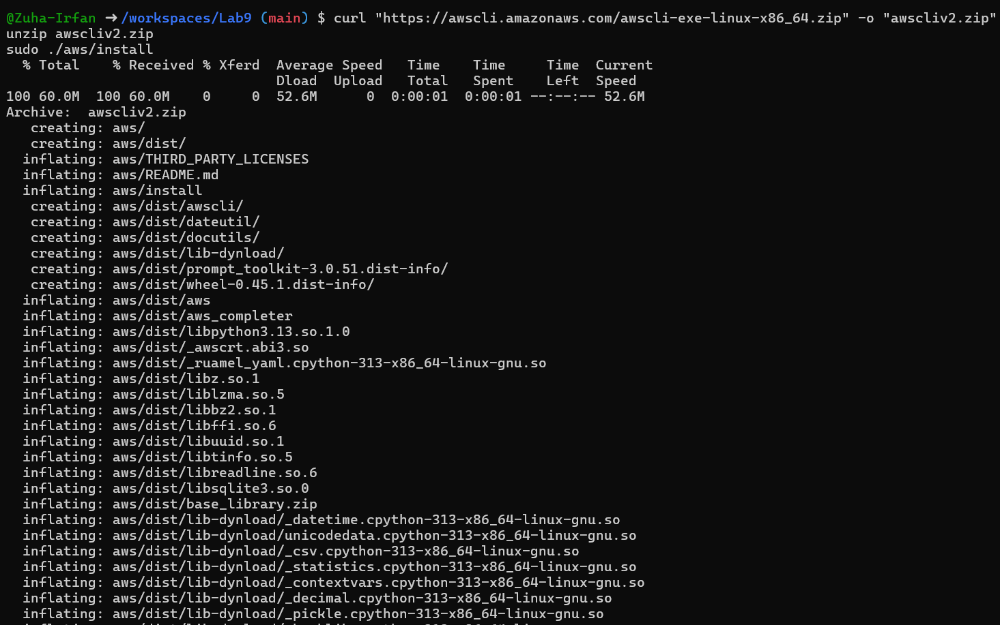 @Zuha-Irfan ➜ /workspaces/Lab9 (main) $ curl "https://awscli.amazonaws.com/awscli-exe-linux-x86_64.zip" -o "awscliv2.zip"
unzip awscliv2.zip
sudo ./aws/install
  % Total    % Received % Xferd  Average Speed   Time    Time     Time  Current
                                 Dload  Upload   Total   Spent    Left  Speed
100 60.0M  100 60.0M    0     0  52.6M      0  0:00:01  0:00:01 --:--:-- 52.6M
Archive:  awscliv2.zip
   creating: aws/
   creating: aws/dist/
  inflating: aws/THIRD_PARTY_LICENSES
  inflating: aws/README.md
  inflating: aws/install
   creating: aws/dist/awscli/
   creating: aws/dist/dateutil/
   creating: aws/dist/docutils/
   creating: aws/dist/lib-dynload/
   creating: aws/dist/prompt_toolkit-3.0.51.dist-info/
   creating: aws/dist/wheel-0.45.1.dist-info/
  inflating: aws/dist/aws
  inflating: aws/dist/aws_completer
  inflating: aws/dist/libpython3.13.so.1.0
  inflating: aws/dist/_awscrt.abi3.so
  inflating: aws/dist/_ruamel_yaml.cpython-313-x86_64-linux-gnu.so
  inflating: aws/dist/libz.so.1
  inflating: aws/dist/liblzma.so.5
  inflating: aws/dist/libbz2.so.1
  inflating: aws/dist/libffi.so.6
  inflating: aws/dist/libuuid.so.1
  inflating: aws/dist/libtinfo.so.5
  inflating: aws/dist/libreadline.so.6
  inflating: aws/dist/libsqlite3.so.0
  inflating: aws/dist/base_library.zip
  inflating: aws/dist/lib-dynload/_datetime.cpython-313-x86_64-linux-gnu.so
  inflating: aws/dist/lib-dynload/unicodedata.cpython-313-x86_64-linux-gnu.so
  inflating: aws/dist/lib-dynload/_csv.cpython-313-x86_64-linux-gnu.so
  inflating: aws/dist/lib-dynload/_statistics.cpython-313-x86_64-linux-gnu.so
  inflating: aws/dist/lib-dynload/_contextvars.cpython-313-x86_64-linux-gnu.so
  inflating: aws/dist/lib-dynload/_decimal.cpython-313-x86_64-linux-gnu.so
  inflating: aws/dist/lib-dynload/_pickle.cpython-313-x86_64-linux-gnu.so